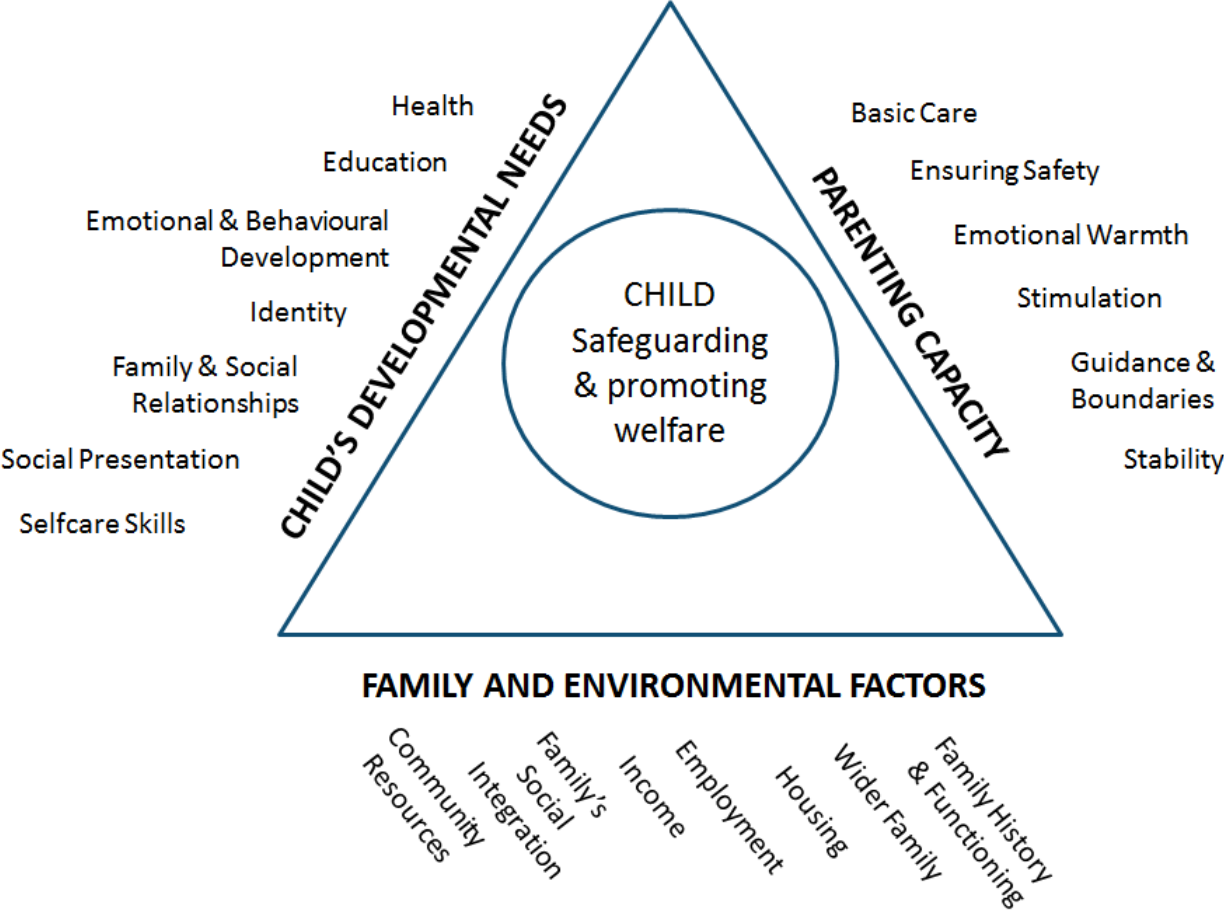 Health
Education
Emotional & Behavioural
Development
Identity
Family & Social
Relationships
Social Presentation
Selfcare Skills
CHILD'S DEVELOPMENTAL NEEDS
CHILD
Safeguarding
& promoting
welfare
PARENTING CAPACITY
Basic Care
Ensuring Safety
Emotional Warmth
Stimulation
Guidance &
Boundaries
Stability
FAMILY AND ENVIRONMENTAL FACTORS
Community
Resources
Family's
Social
Integration
Income
Employment
Housing
Wider Family
Family History
& Functioning